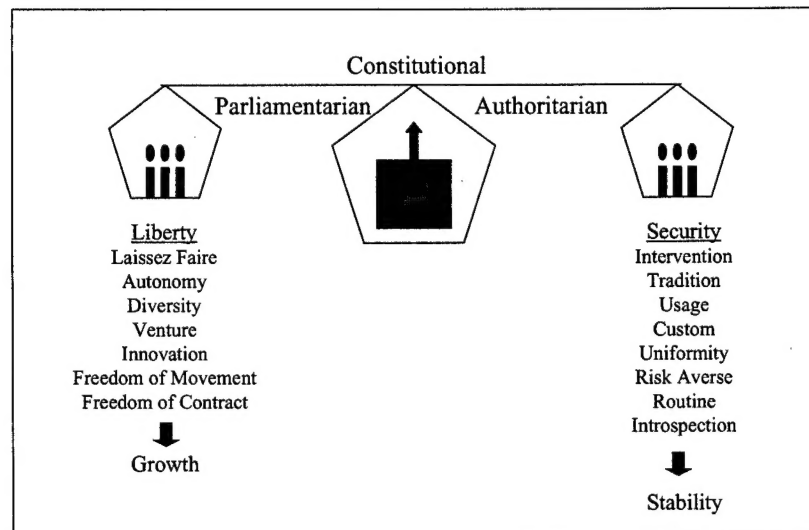 Constitutional
Parliamentarian
Authoritarian
Liberty
Laissez Faire
Autonomy
Diversity
Venture
Innovation
Freedom of Movement
Freedom of Contract
Growth
Security
Intervention
Tradition
Usage
Custom
Uniformity
Risk Averse
Routine
Introspection
Stability